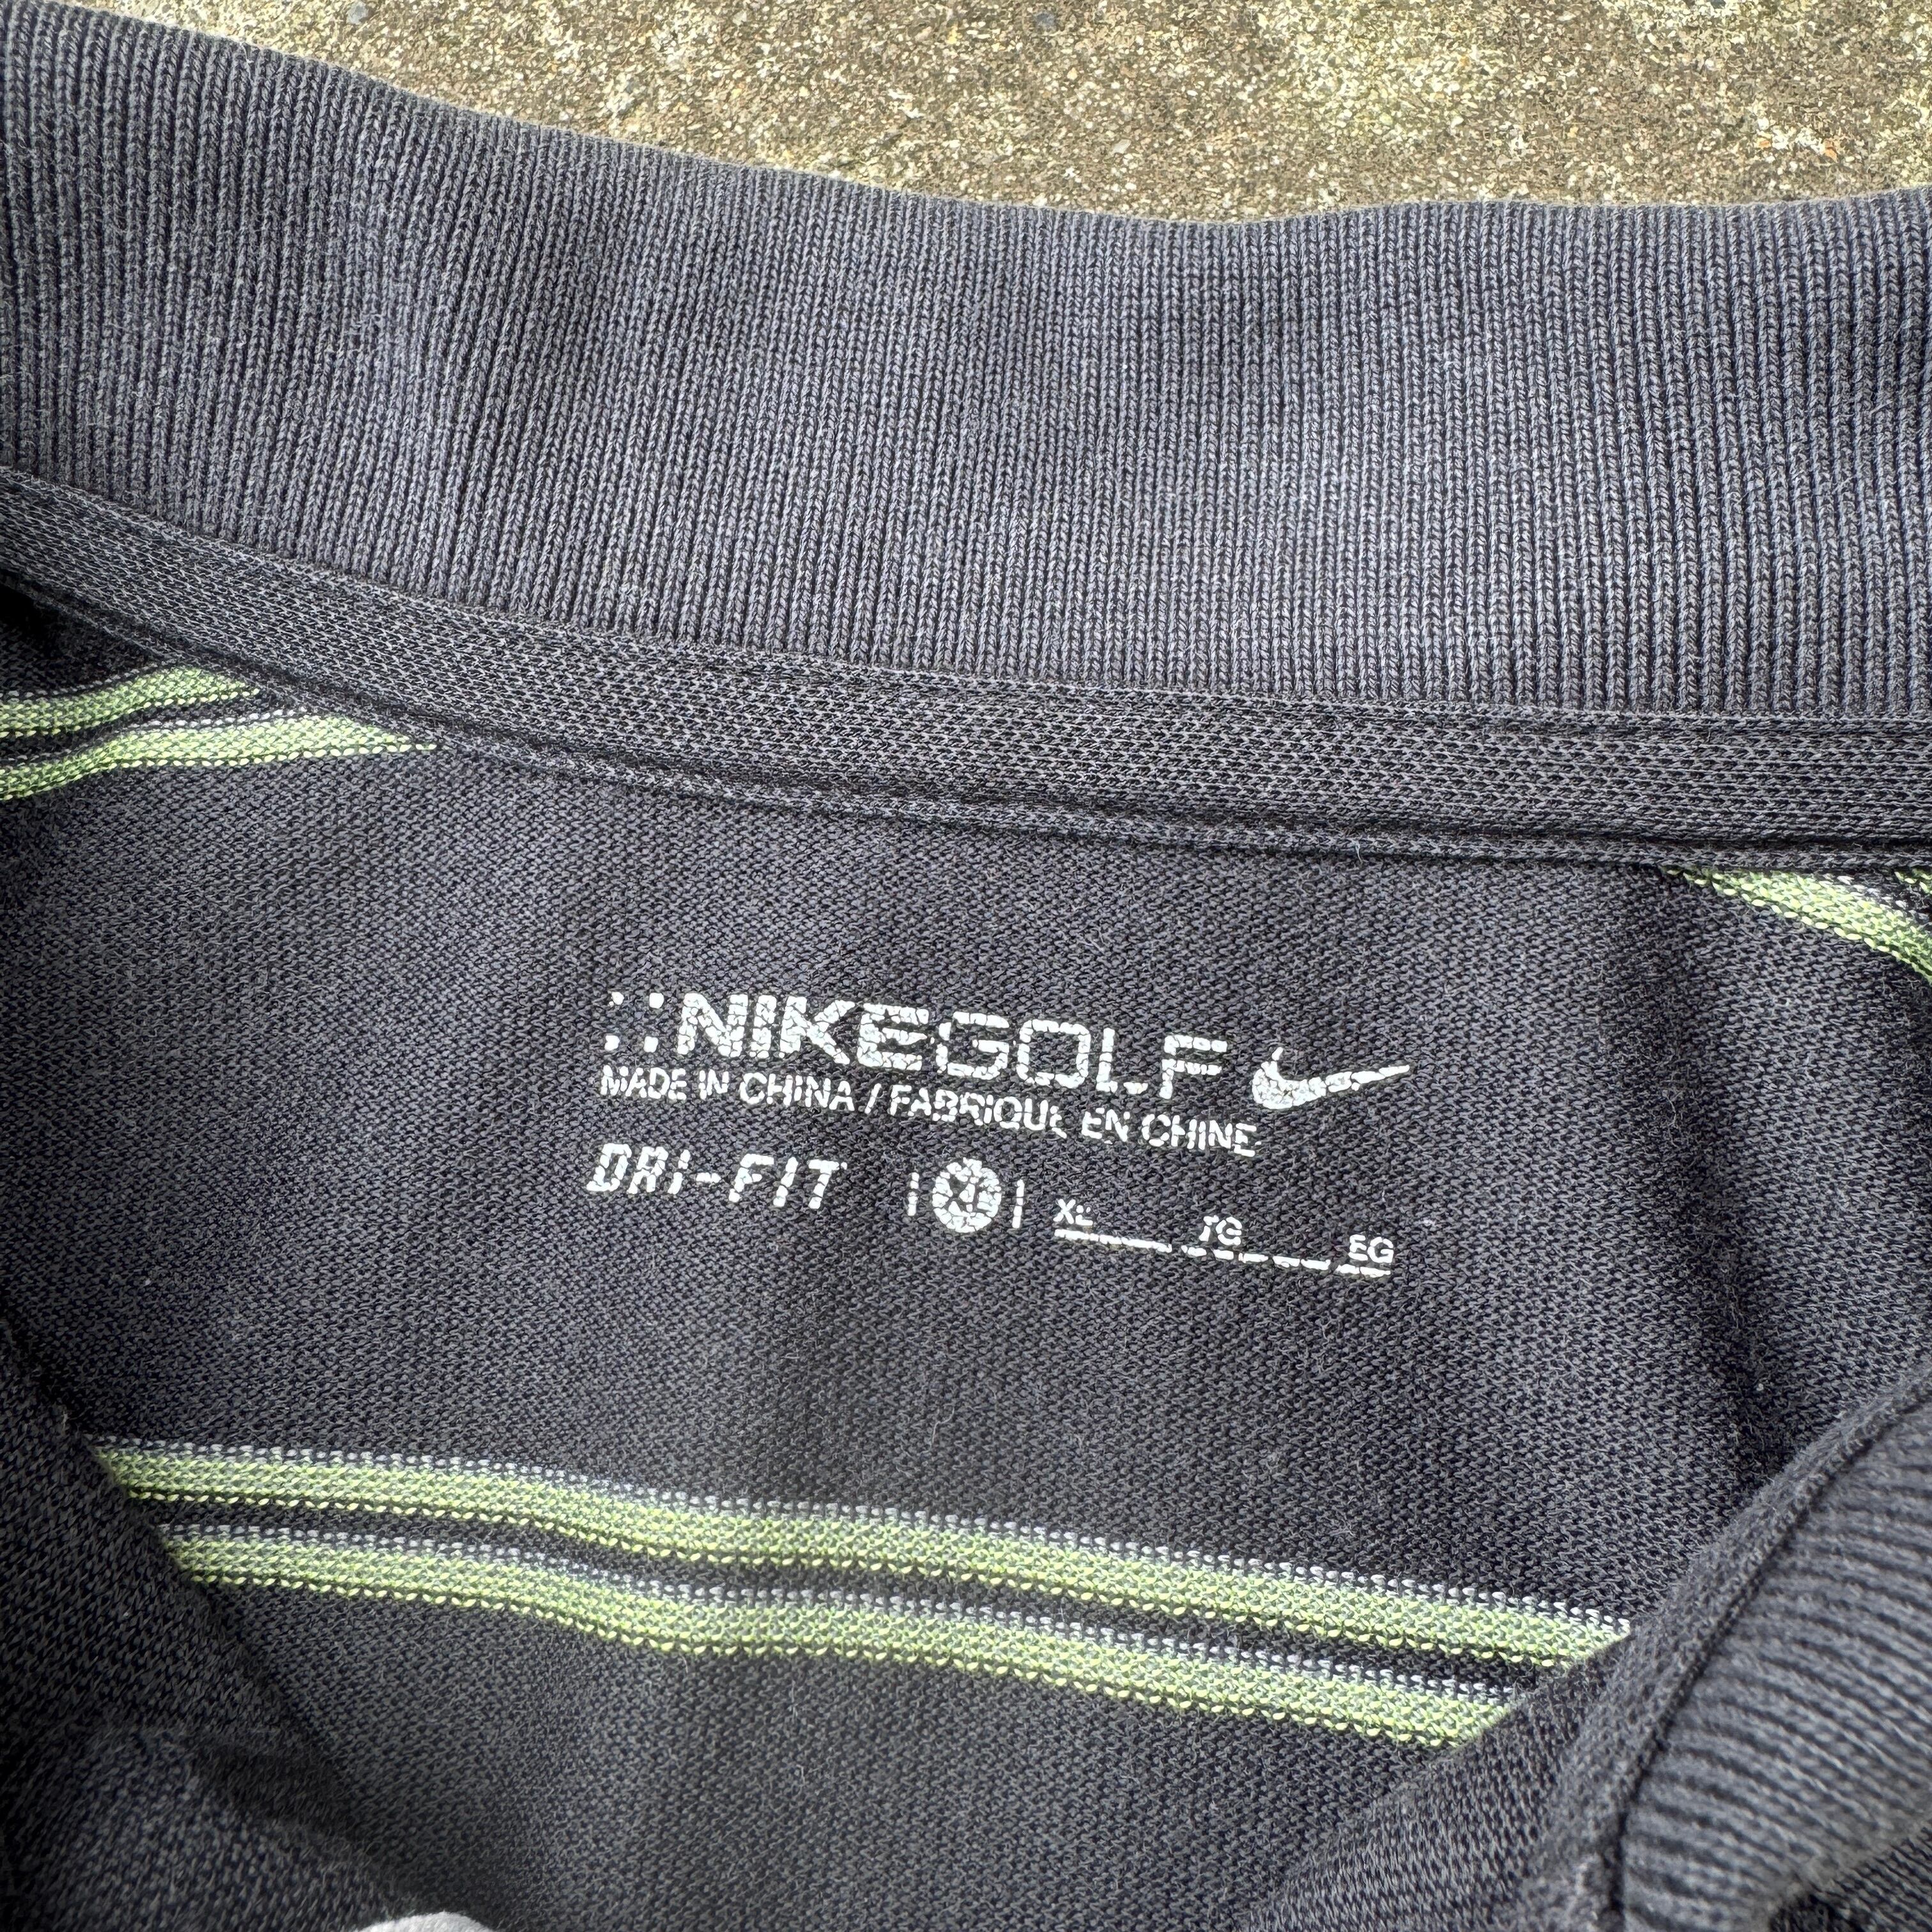 NIKEGOLF
MADE IN CHINA / FABRIQUE EN CHINE
DRI-FIT XL XL TG EG